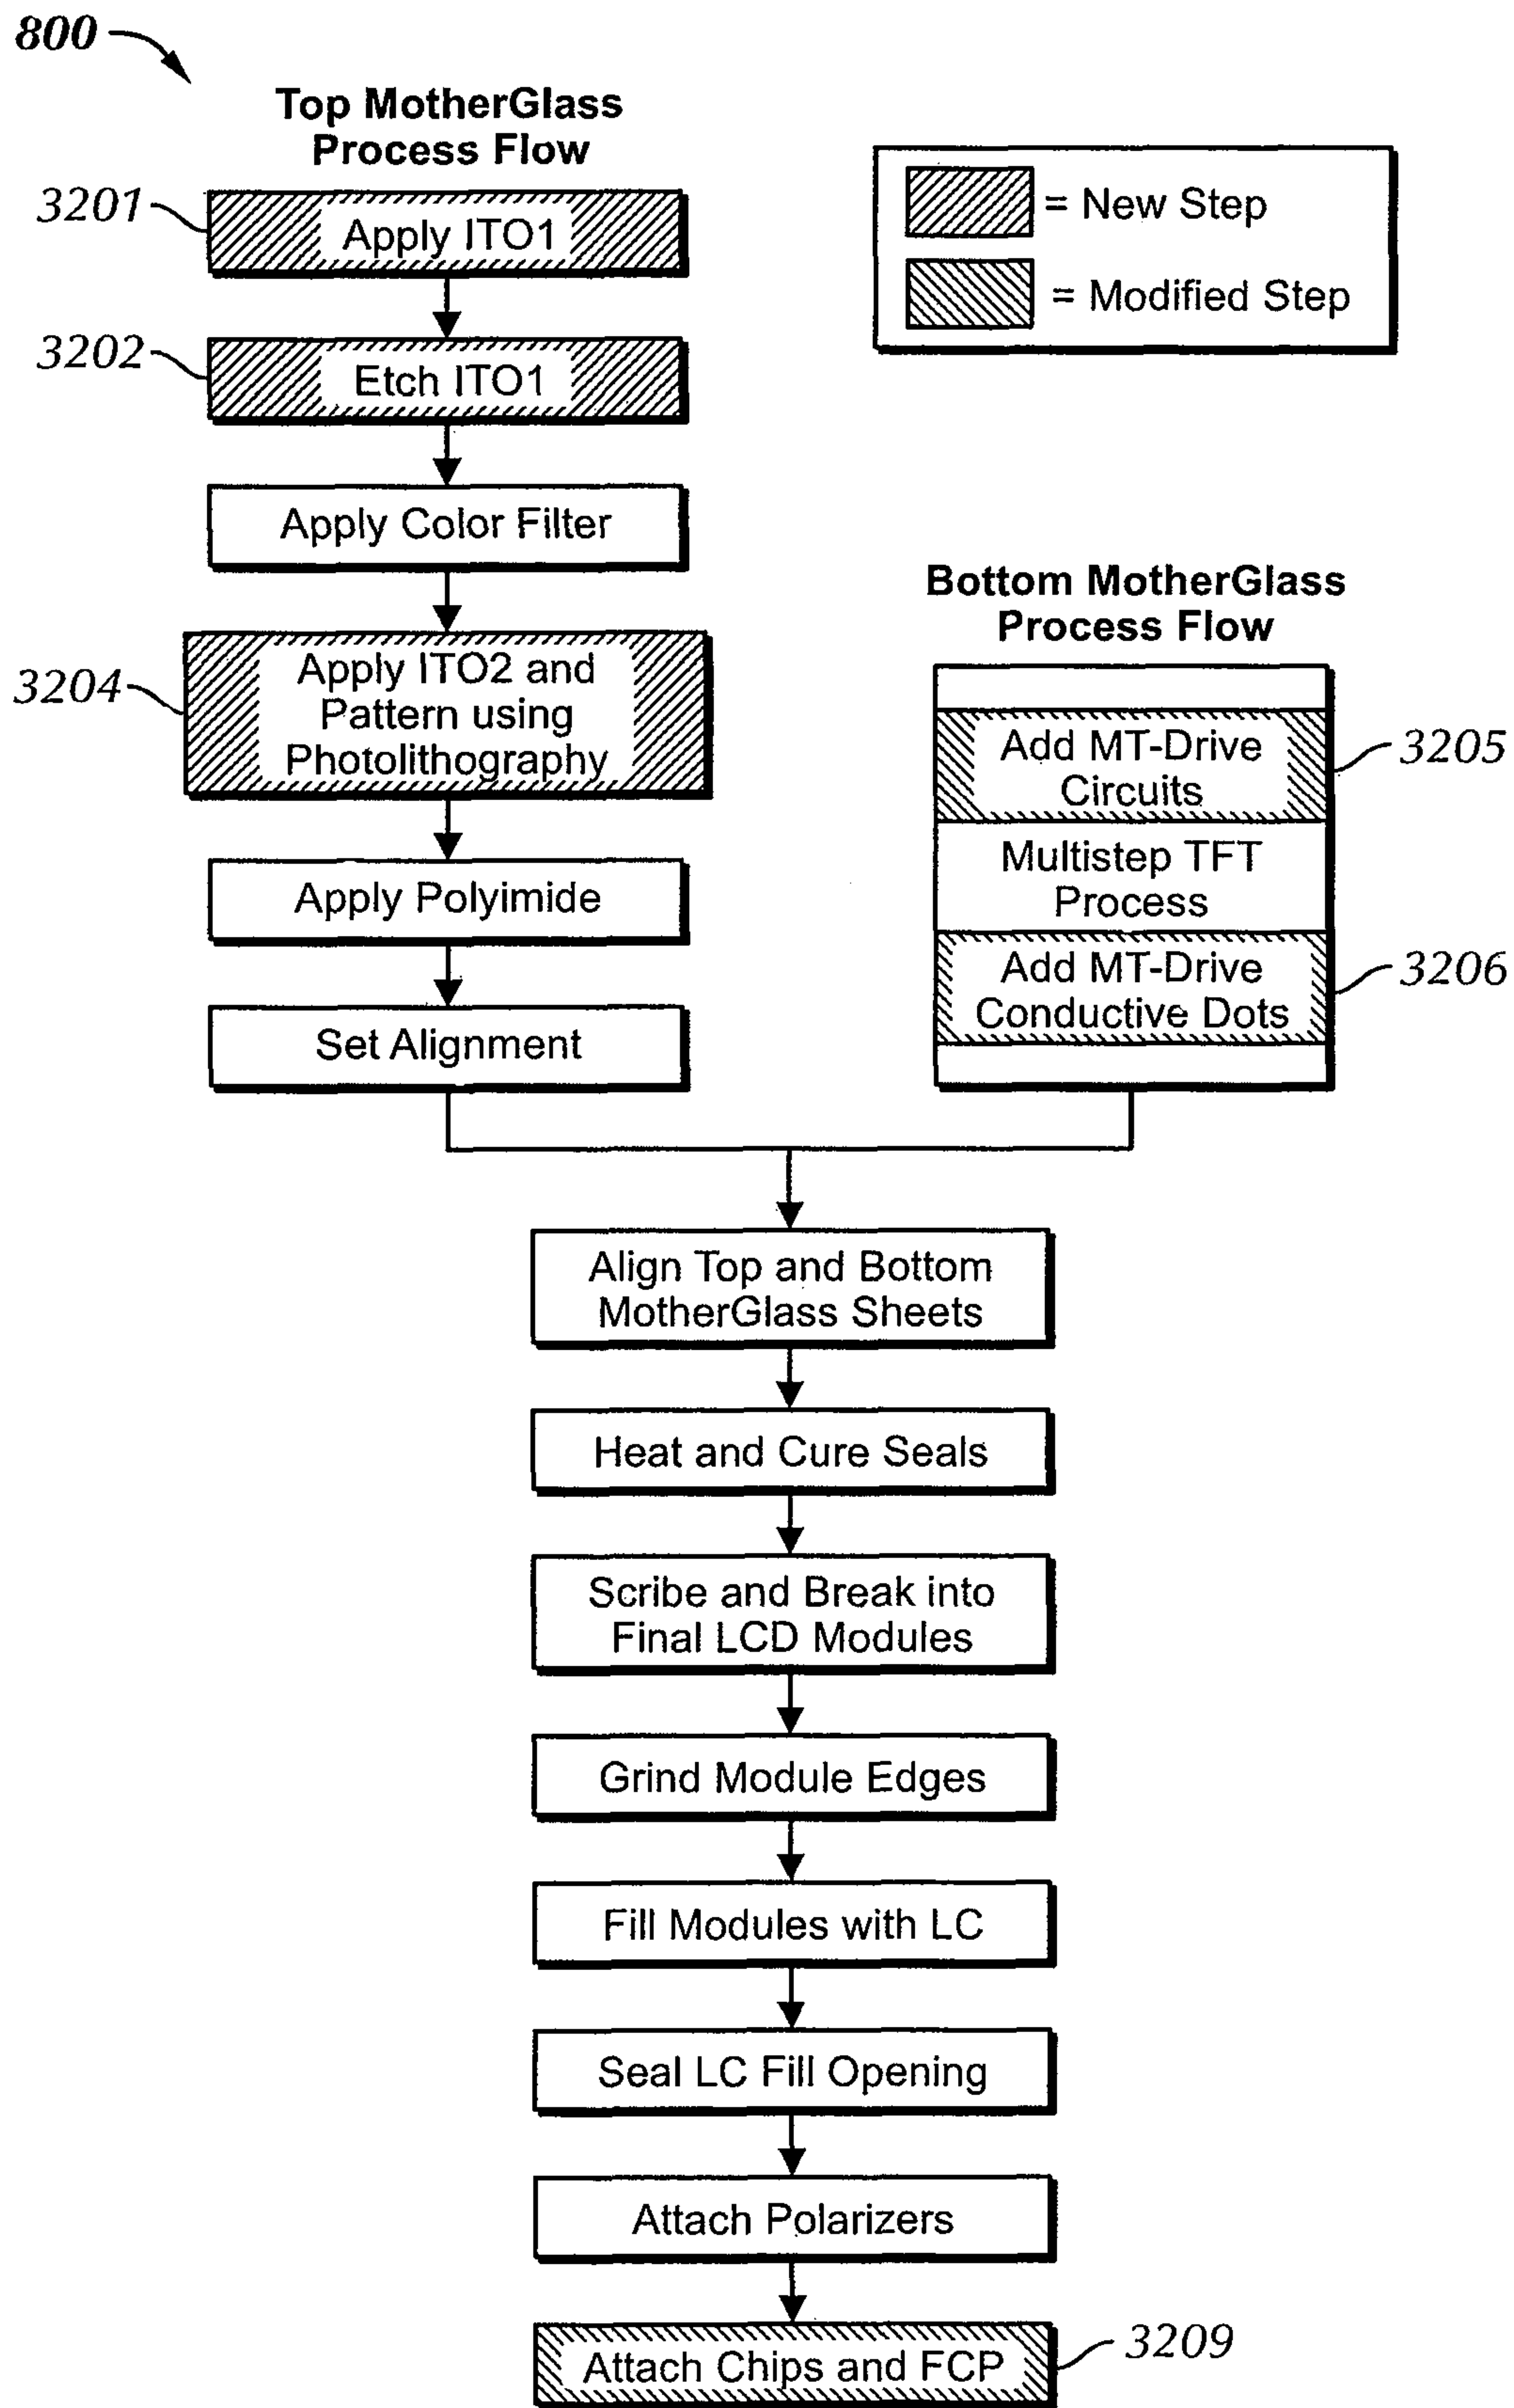 800
Top MotherGlass
Process Flow
3201
Apply ITO1
= New Step
= Modified Step
3202
Etch ITO1
Apply Color Filter
3204
Apply ITO2 and
Pattern using
Photolithography
Apply Polyimide
Set Alignment
Bottom MotherGlass
Process Flow
Add MT-Drive
Circuits
3205
Multistep TFT
Process
Add MT-Drive
Conductive Dots
3206
Align Top and Bottom
MotherGlass Sheets
Heat and Cure Seals
Scribe and Break into
Final LCD Modules
Grind Module Edges
Fill Modules with LC
Seal LC Fill Opening
Attach Polarizers
Attach Chips and FCP
3209